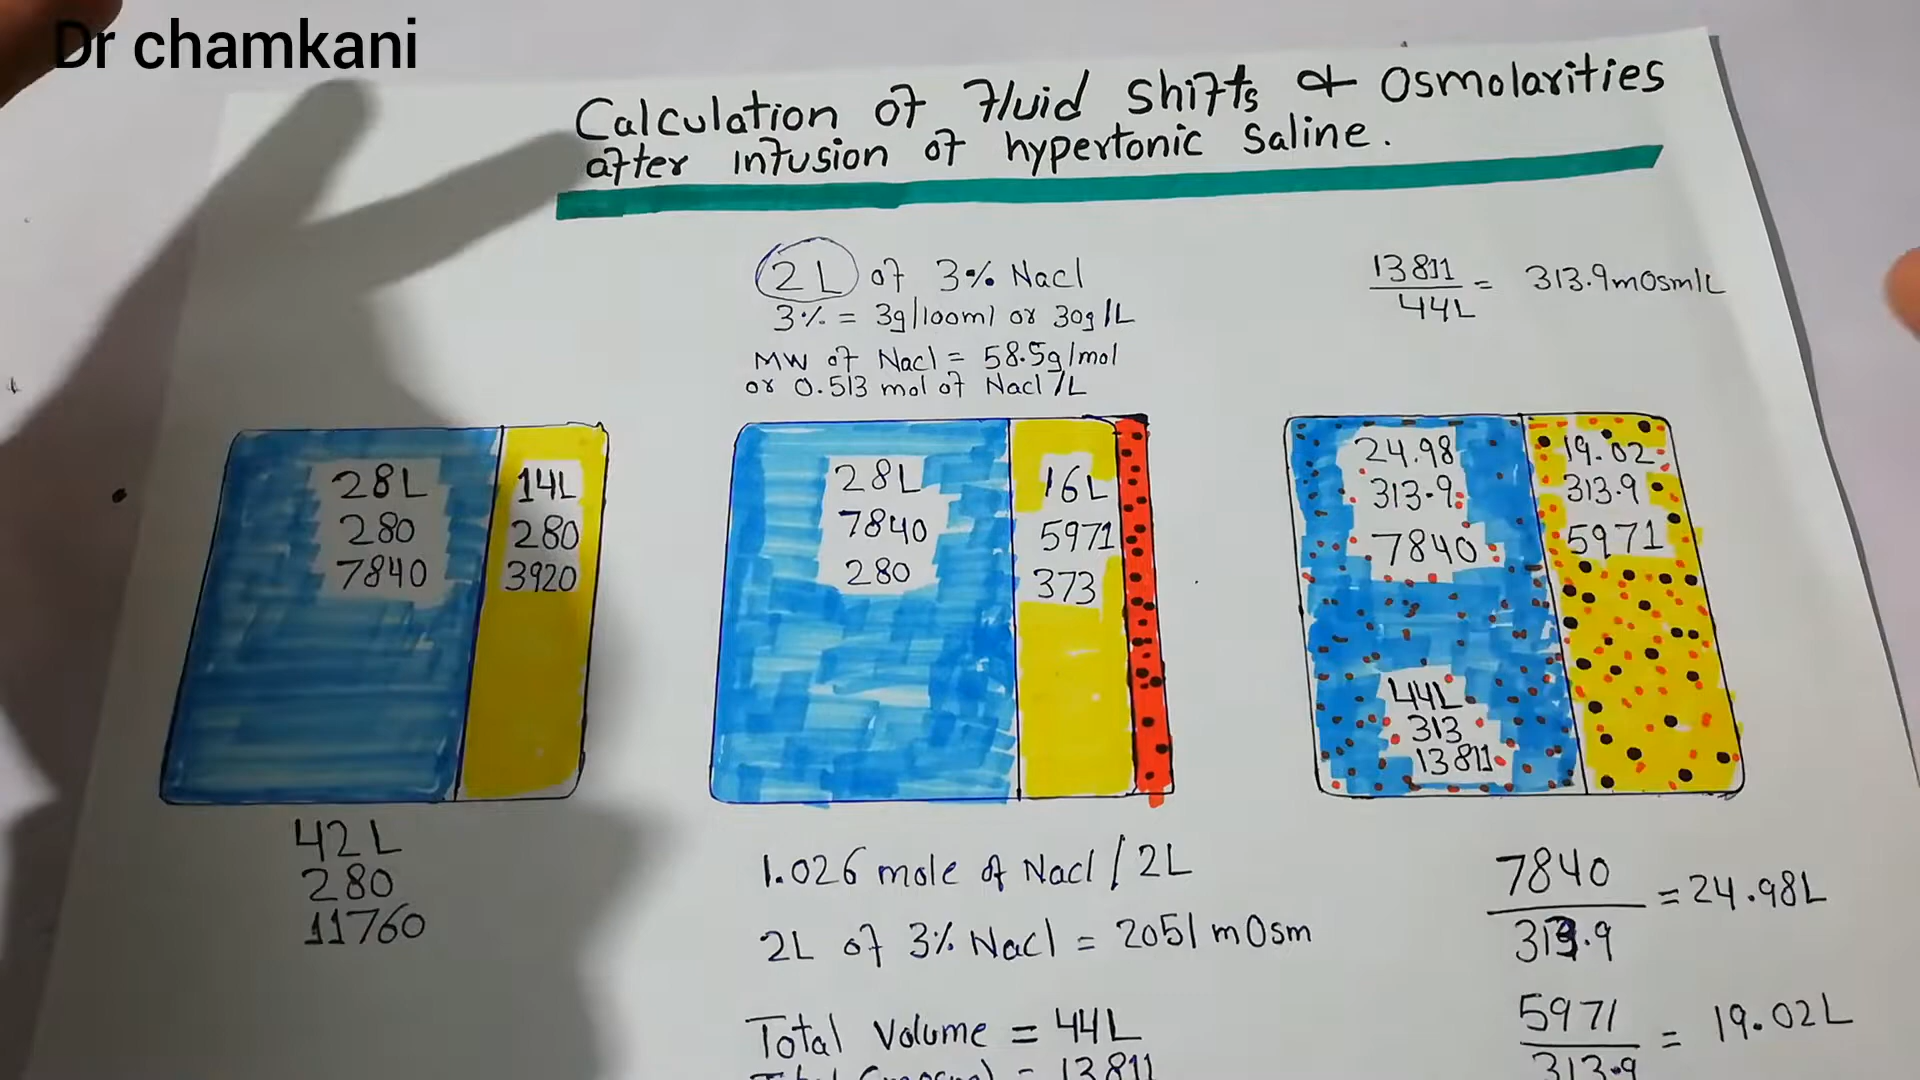 Dr chamkani
Calculation of Fluid Shifts & Osmolarities
after infusion of hypertonic Saline.
2L of 3% Nacl
3% = 3g/100ml or 30g/L
MW of Nacl = 58.5g/mol
or 0.513 mol of Nacl/L
13811
44L
= 313.9mOsm/L
28L
280
7840
14L
280
3920
42L
280
11760
28L
7840
280
16L
5971
373
24.98
313.9
7840
19.02
313.9
5971
44L
313
13811
1.026 mole of Nacl/2L
2L of 3% Nacl = 2051 mOsm
Total Volume = 44L
= 13811
7840
313.9
= 24.98L
5971
313.9
= 19.02L